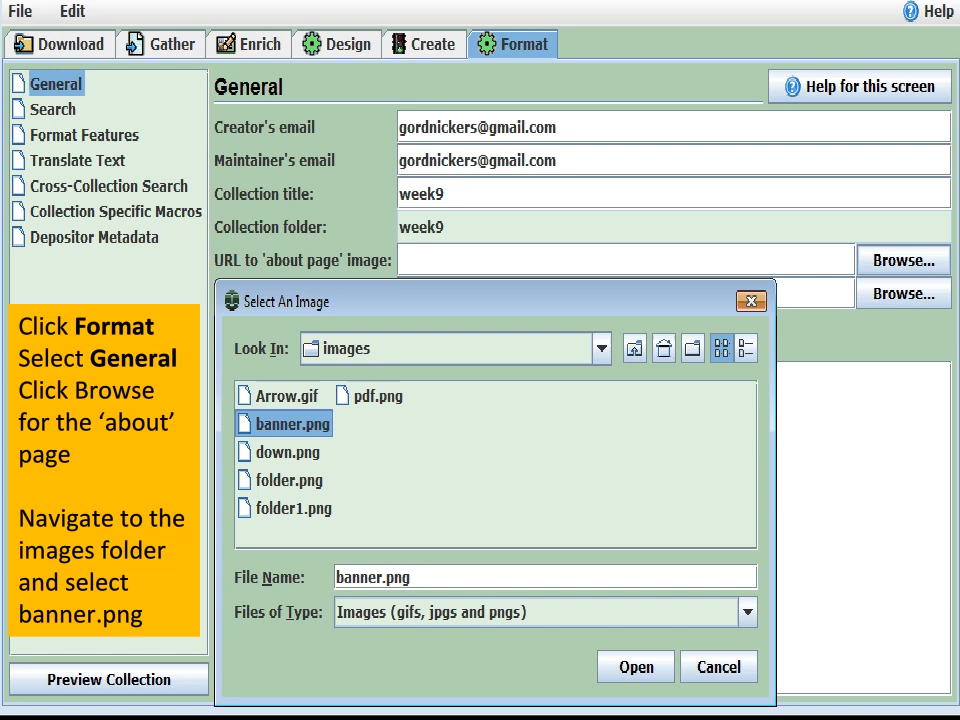 File Edit Help
Download Gather Enrich Design Create Format
General
Search
Format Features
Translate Text
Cross-Collection Search
Collection Specific Macros
Depositor Metadata
General
Help for this screen
Creator's email gordnickers@gmail.com
Maintainer's email gordnickers@gmail.com
Collection title: week9
Collection folder: week9
URL to 'about page' image: Browse...
Browse...
Click Format
Select General
Click Browse
for the ‘about’
page
Navigate to the
images folder
and select
banner.png
Select An Image
Look In: images
Arrow.gif pdf.png
banner.png
down.png
folder.png
folder1.png
File Name: banner.png
Files of Type: Images (gifs, jpgs and pngs)
Open Cancel
Preview Collection